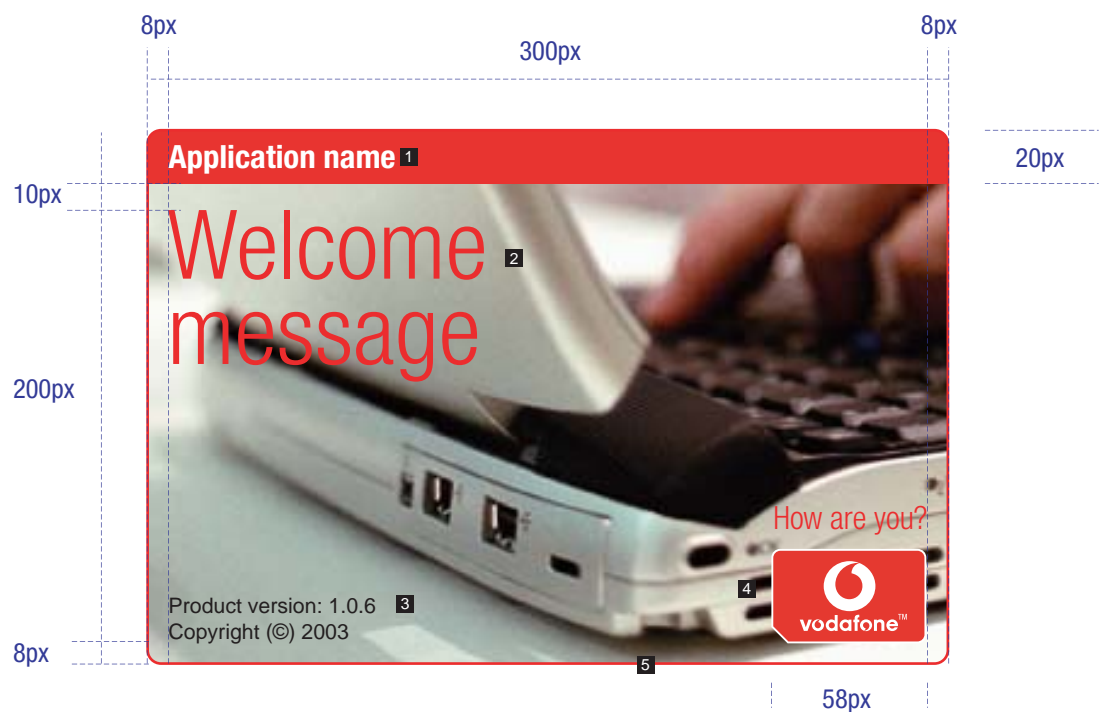 8px
8px
300px
Application name 1
20px
10px
Welcome 2
message
200px
How are you?
4
Product version: 1.0.6 3
vodafone™
Copyright (©) 2003
8px
5
58px